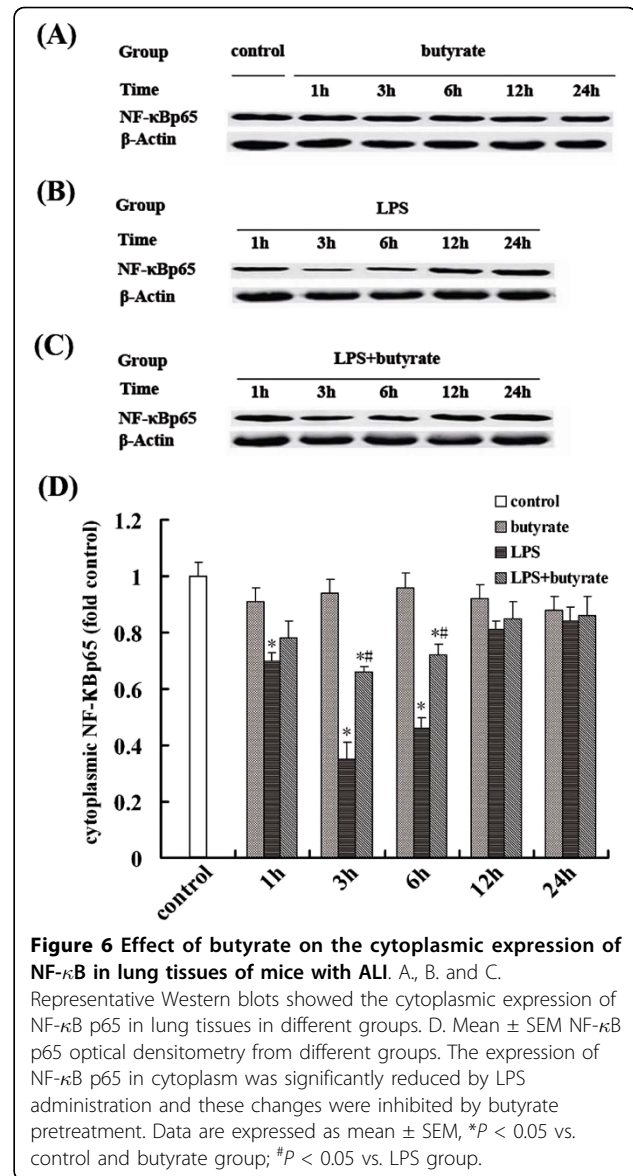 (A)
Group control butyrate
Time 1h 3h 6h 12h 24h
NF-κBp65
β-Actin
(B)
Group LPS
Time 1h 3h 6h 12h 24h
NF-κBp65
β-Actin
(C)
Group LPS+butyrate
Time 1h 3h 6h 12h 24h
NF-κBp65
β-Actin
(D)
cytoplasmic NF-KBp65 (fold control)
1.2
1
0.8
0.6
0.4
0.2
0
control
butyrate
LPS
LPS+butyrate
*
*
*#
*
*#
control 1h 3h 6h 12h 24h
Figure 6 Effect of butyrate on the cytoplasmic expression of
NF-κB in lung tissues of mice with ALI. A., B. and C.
Representative Western blots showed the cytoplasmic expression of
NF-κB p65 in lung tissues in different groups. D. Mean ± SEM NF-κB
p65 optical densitometry from different groups. The expression of
NF-κB p65 in cytoplasm was significantly reduced by LPS
administration and these changes were inhibited by butyrate
pretreatment. Data are expressed as mean ± SEM, *P < 0.05 vs.
control and butyrate group; #P < 0.05 vs. LPS group.